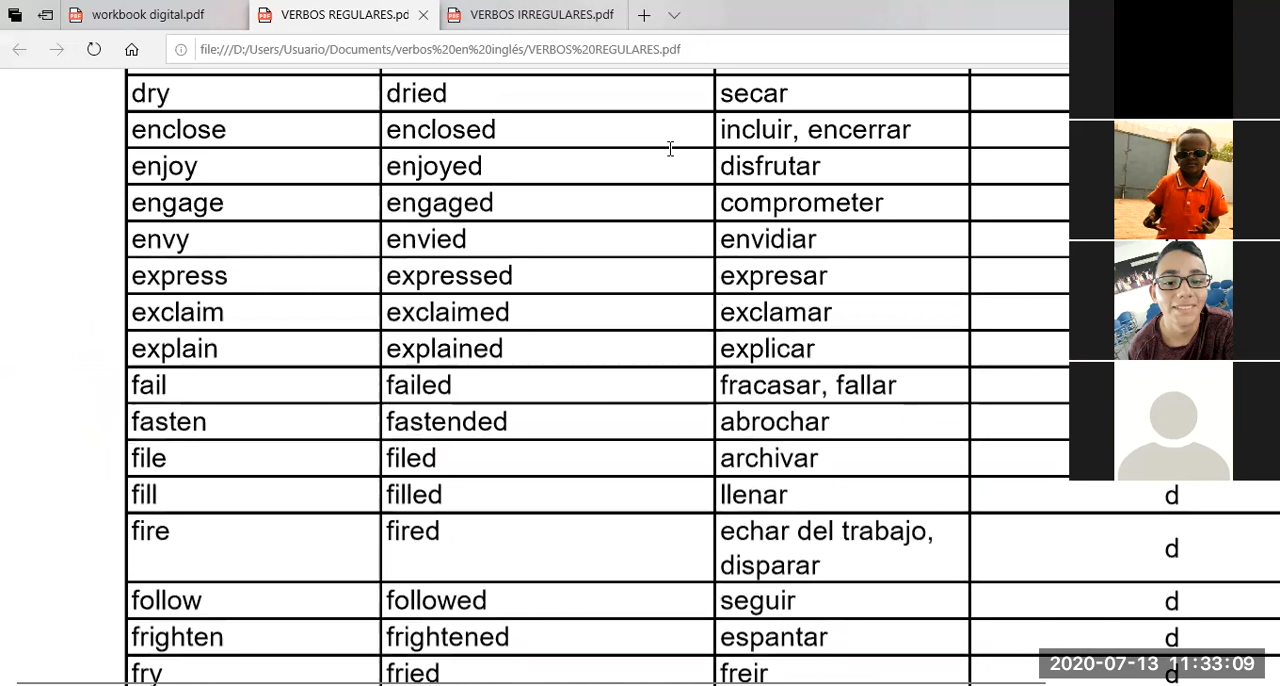 workbook digital.pdf VERBOS REGULARES.pd VERBOS IRREGULARES.pdf
file:///D:/Users/Usuario/Documents/verbos%20en%20inglés/VERBOS%20REGULARES.pdf
dry dried secar
enclose enclosed incluir, encerrar
enjoy enjoyed disfrutar
engage engaged comprometer
envy envied envidiar
express expressed expresar
exclaim exclaimed exclamar
explain explained explicar
fail failed fracasar, fallar
fasten fastended abrochar
file filed archivar
fill filled llenar d
fire fired echar del trabajo,
disparar d
follow followed seguir d
frighten frightened espantar d
fry fried freir d
2020-07-13 11:33:09